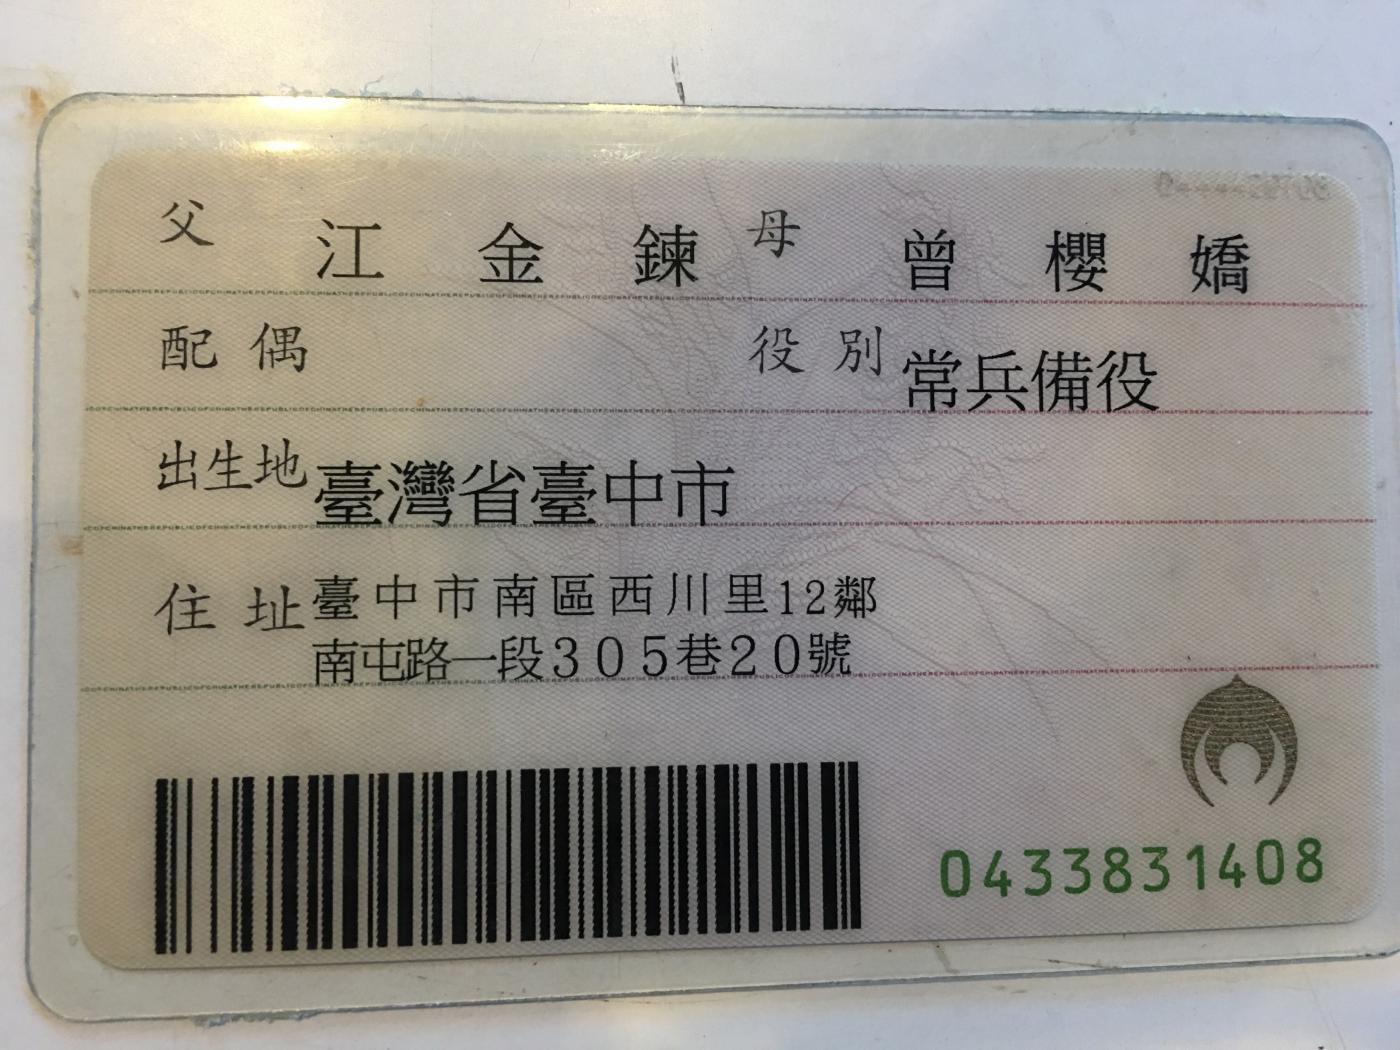 父 江金鍊 母 曾櫻嬌
配偶 役別 常兵備役
出生地 臺灣省臺中市
住址 臺中市南區西川里12鄰
南屯路一段305巷20號
0433831408